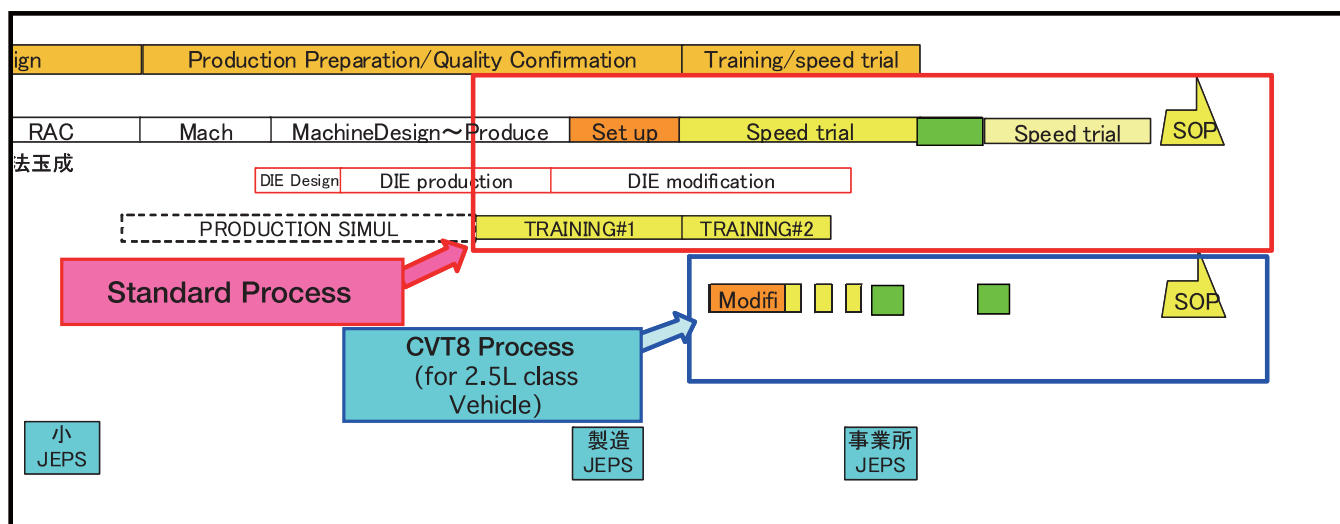 ign
Production Preparation/Quality Confirmation
Training/speed trial
RAC
Mach
MachineDesign～Produce
Set up
Speed trial
Speed trial
SOP
法玉成
DIE Design
DIE production
DIE modification
PRODUCTION SIMUL
TRAINING#1
TRAINING#2
Standard Process
Modifi
SOP
CVT8 Process
(for 2.5L class
Vehicle)
小
JEPS
製造
JEPS
事業所
JEPS